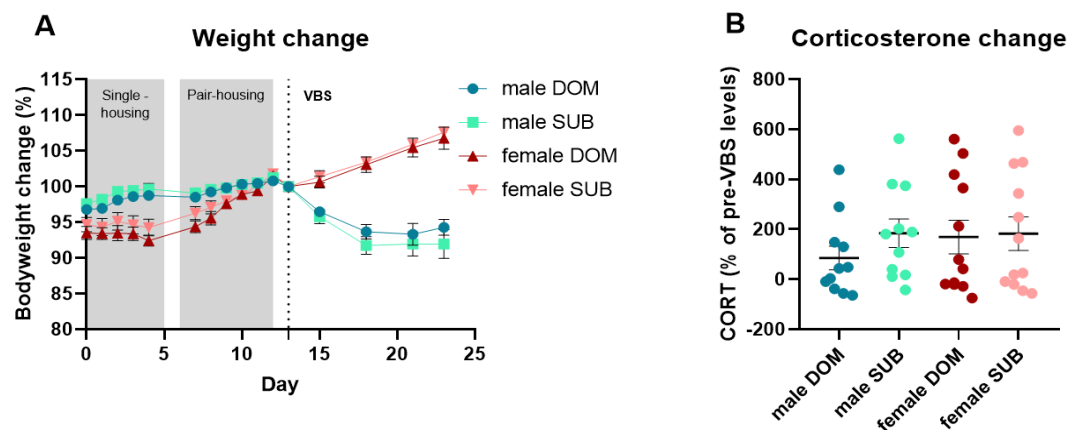 A
Weight change
Bodyweight change (%)
115
110
105
100
95
90
85
80
Single -
housing
Pair-housing
VBS
0
5
10
15
20
25
Day
male DOM
male SUB
female DOM
female SUB
B
Corticosterone change
CORT (% of pre-VBS levels)
800
600
400
200
0
-200
male DOM
male SUB
female DOM
female SUB